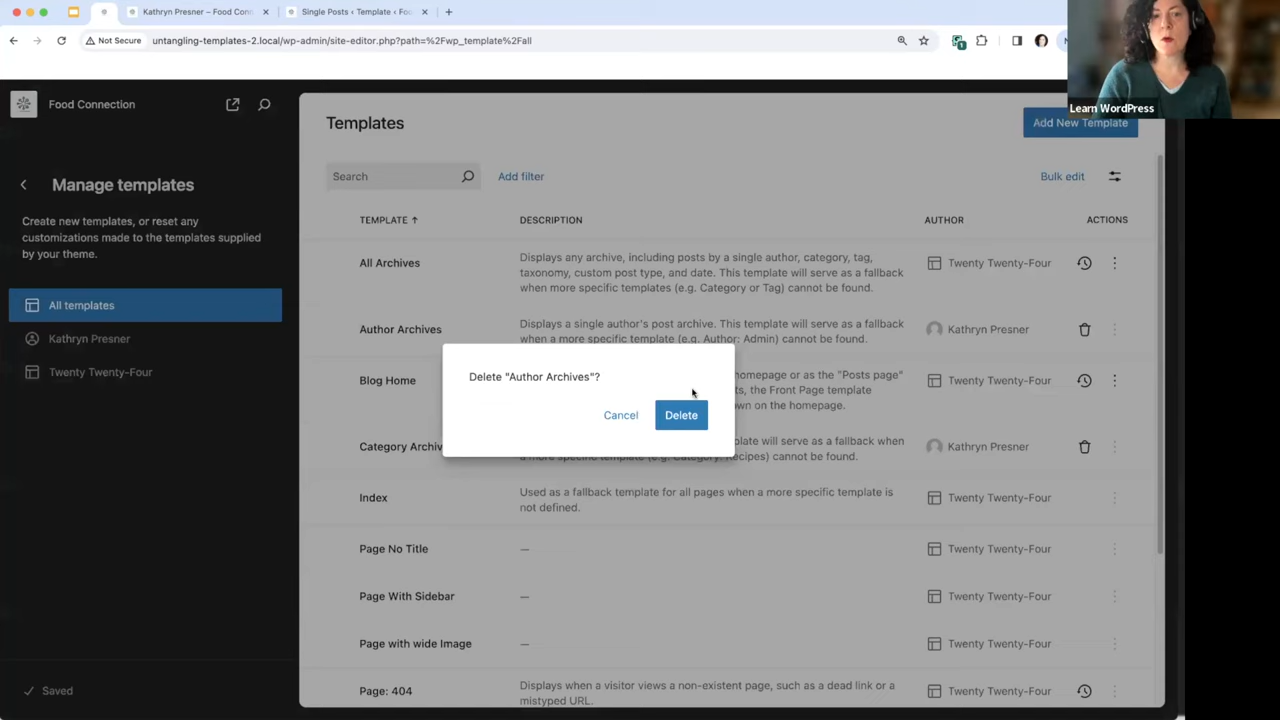 Kathryn Presner – Food Conn
Single Posts ‹ Template ‹ Foo
Not Secure
untangling-templates-2.local/wp-admin/site-editor.php?path=%2Fwp_template%2Fall
Learn WordPress
Food Connection
Manage templates
Create new templates, or reset any
customizations made to the templates supplied
by your theme.
All templates
Kathryn Presner
Twenty Twenty-Four
Saved
Templates
Add New Template
Search
Add filter
Bulk edit
TEMPLATE ↑ DESCRIPTION AUTHOR ACTIONS
All Archives
Displays any archive, including posts by a single author, category, tag,
taxonomy, custom post type, and date. This template will serve as a fallback
when more specific templates (e.g. Category or Tag) cannot be found.
Twenty Twenty-Four
Author Archives
Displays a single author's post archive. This template will serve as a fallback
when a more specific template (e.g. Author: Admin) cannot be found.
Kathryn Presner
Delete "Author Archives"?
Cancel
Delete
Blog Home
homepage or as the "Posts page"
ts, the Front Page template
own on the homepage.
Twenty Twenty-Four
Category Archiv
plate will serve as a fallback when
a more specific template (e.g. Category: Recipes) cannot be found.
Kathryn Presner
Index
Used as a fallback template for all pages when a more specific template is
not defined.
Twenty Twenty-Four
Page No Title
—
Twenty Twenty-Four
Page With Sidebar
—
Twenty Twenty-Four
Page with wide Image
—
Twenty Twenty-Four
Page: 404
Displays when a visitor views a non-existent page, such as a dead link or a
mistyped URL.
Twenty Twenty-Four